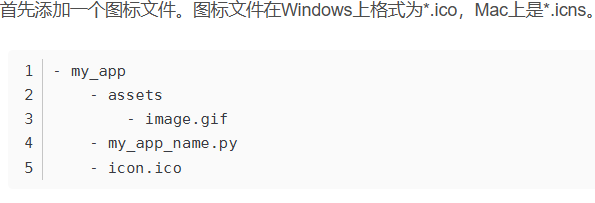 首先添加一个图标文件。图标文件在Windows上格式为*.ico，Mac上是*.icns。
1 - my_app
2     - assets
3         - image.gif
4     - my_app_name.py
5     - icon.ico